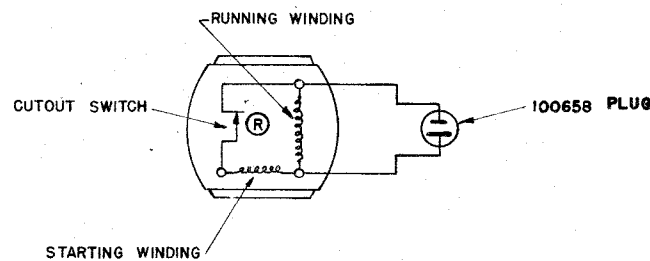 RUNNING WINDING
CUTOUT SWITCH
R
100658 PLUG
STARTING WINDING